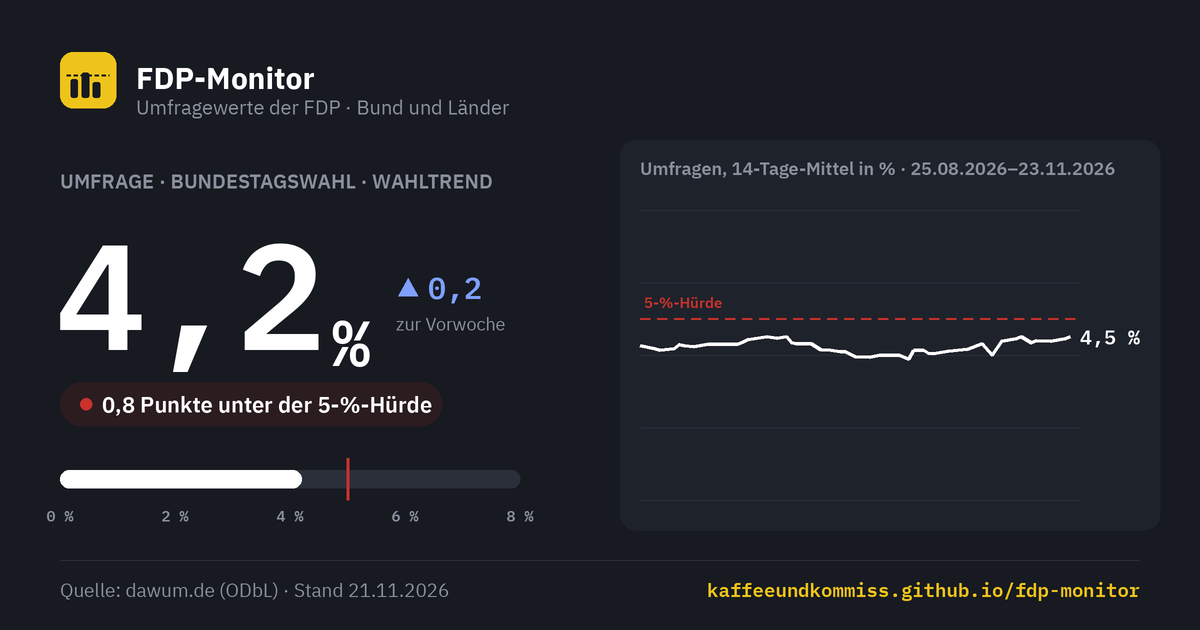 FDP-Monitor
Umfragewerte der FDP · Bund und Länder
UMFRAGE · BUNDESTAGSWAHL · WAHLTREND
4,2 %
▲ 0,2
zur Vorwoche
0,8 Punkte unter der 5-%-Hürde
0 % 2 % 4 % 6 % 8 %
Umfragen, 14-Tage-Mittel in % · 25.08.2026–23.11.2026
5-%-Hürde
4,5 %
Quelle: dawum.de (ODbL) · Stand 21.11.2026
kaffeeundkommiss.github.io/fdp-monitor